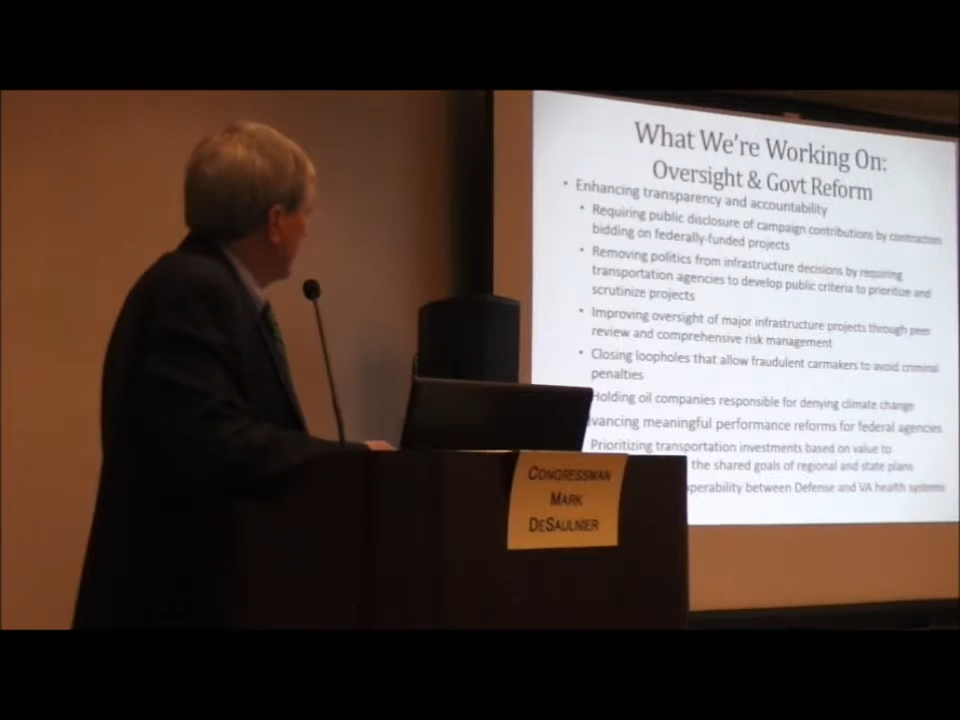 What We're Working On:
Oversight & Govt Reform
• Enhancing transparency and accountability
• Requiring public disclosure of campaign contributions by contractors
bidding on federally-funded projects
• Removing politics from infrastructure decisions by requiring
transportation agencies to develop public criteria to prioritize and
scrutinize projects
• Improving oversight of major infrastructure projects through peer
review and comprehensive risk management
• Closing loopholes that allow fraudulent carmakers to avoid criminal
penalties
Holding oil companies responsible for denying climate change
vancing meaningful performance reforms for federal agencies
Prioritizing transportation investments based on value to
the shared goals of regional and state plans
perability between Defense and VA health systems
CONGRESSMAN
MARK
DESAULNIER